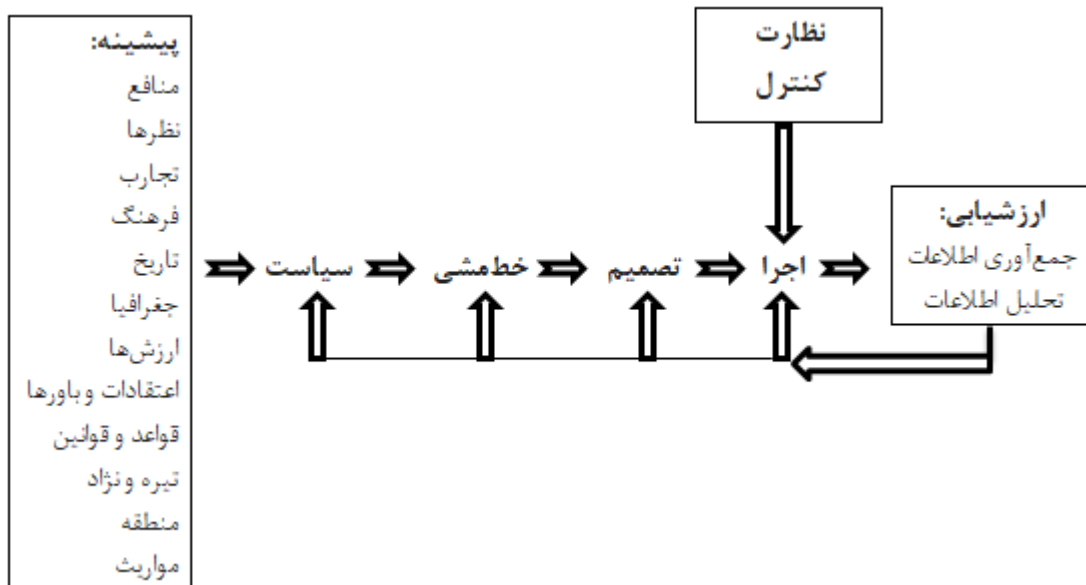 پیشینه:
منافع
نظرها
تجارب
فرهنگ
تاریخ
جغرافیا
ارزش‌ها
اعتقادات و باورها
قواعد و قوانین
تیره و نژاد
منطقه
مواریث
سیاست
خط‌مشی
تصمیم
اجرا
نظارت
کنترل
ارزشیابی:
جمع‌آوری اطلاعات
تحلیل اطلاعات